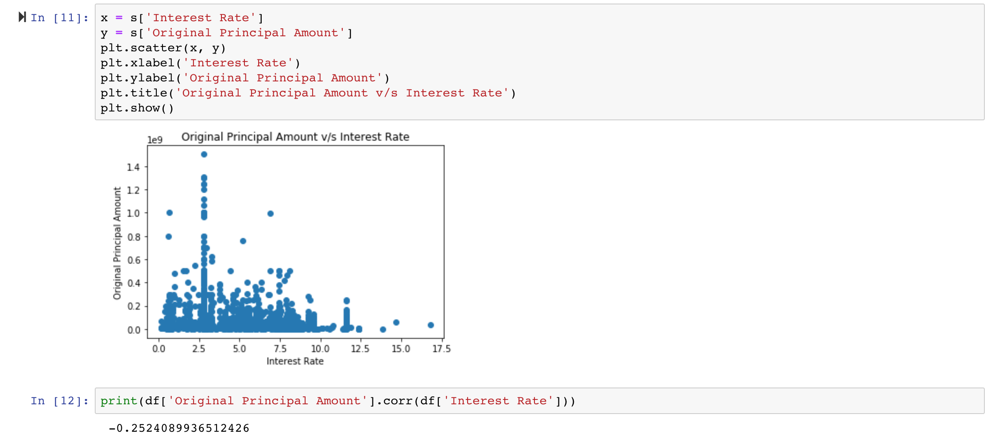 In [11]:
x = s['Interest Rate']
y = s['Original Principal Amount']
plt.scatter(x, y)
plt.xlabel('Interest Rate')
plt.ylabel('Original Principal Amount')
plt.title('Original Principal Amount v/s Interest Rate')
plt.show()
Original Principal Amount v/s Interest Rate
1e9
1.4
1.2
1.0
0.8
0.6
0.4
0.2
0.0
Original Principal Amount
0.0 2.5 5.0 7.5 10.0 12.5 15.0 17.5
Interest Rate
In [12]:
print(df['Original Principal Amount'].corr(df['Interest Rate']))
-0.2524089936512426